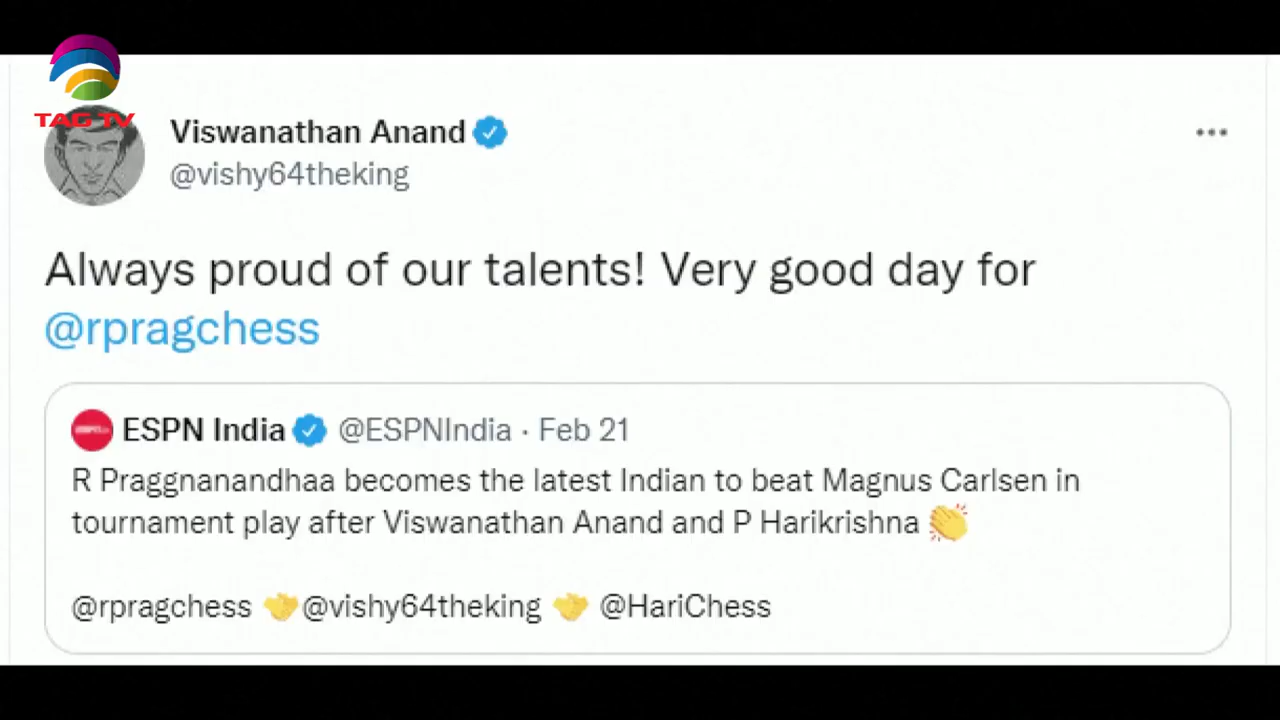 TAG TV
Viswanathan Anand
@vishy64theking
Always proud of our talents! Very good day for
@rpragchess
ESPN India @ESPNIndia · Feb 21
R Praggnanandhaa becomes the latest Indian to beat Magnus Carlsen in
tournament play after Viswanathan Anand and P Harikrishna 👏
@rpragchess 🤝@vishy64theking 🤝 @HariChess